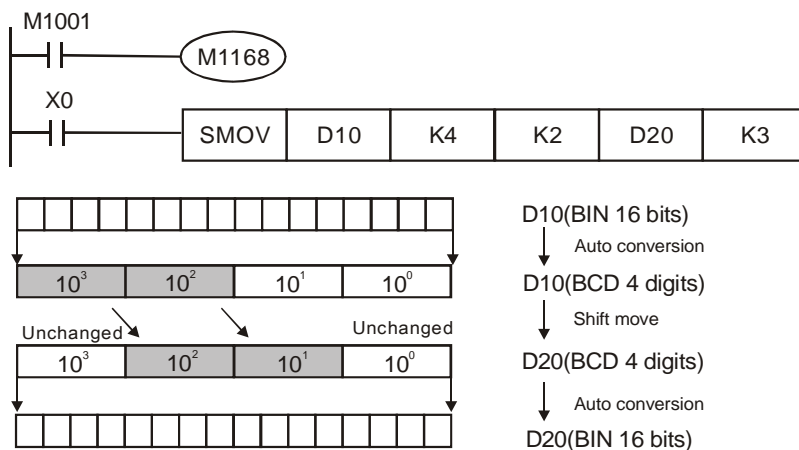 M1001
M1168
X0
SMOV D10 K4 K2 D20 K3
D10(BIN 16 bits)
Auto conversion
10³ 10² 10¹ 10⁰
D10(BCD 4 digits)
Shift move
Unchanged Unchanged
10³ 10² 10¹ 10⁰
D20(BCD 4 digits)
Auto conversion
D20(BIN 16 bits)